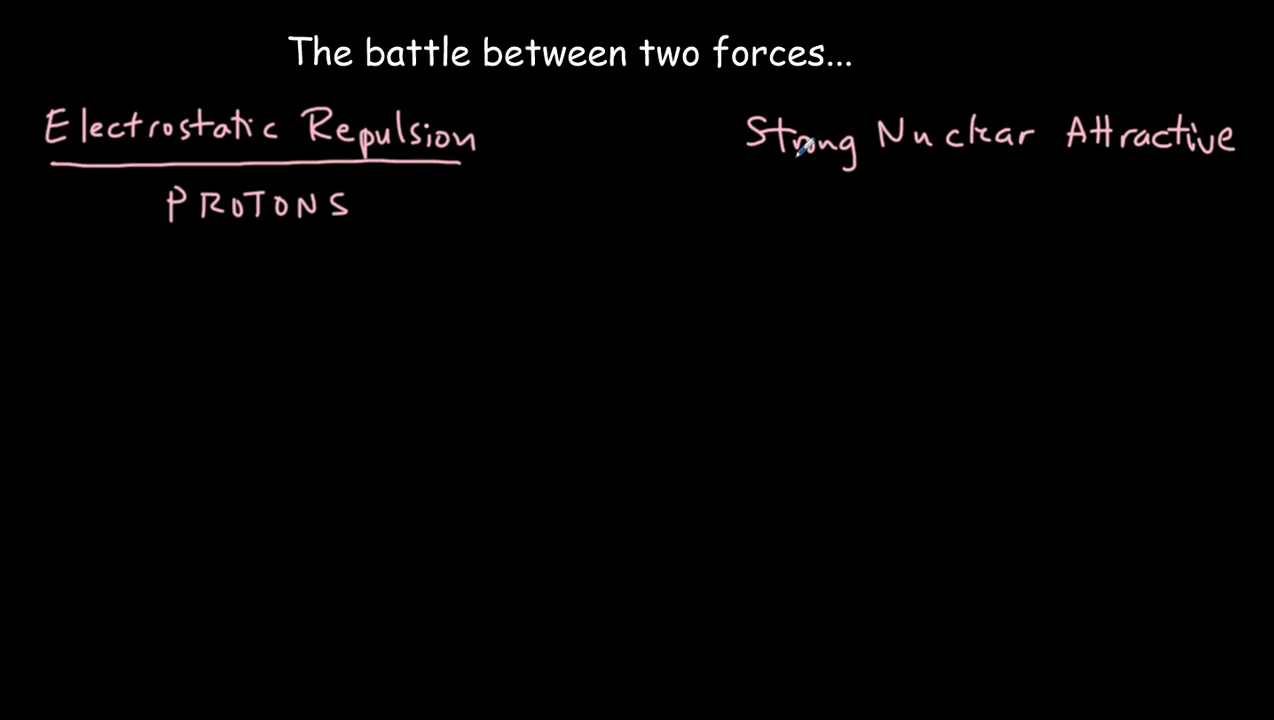 The battle between two forces...
Electrostatic Repulsion
Strong Nuclear Attractive
PROTONS